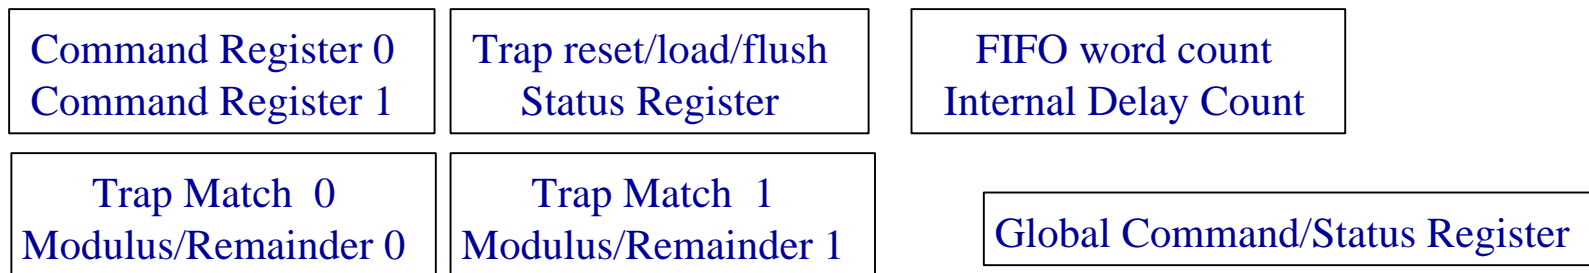 Command Register 0
Command Register 1
Trap reset/load/flush
Status Register
FIFO word count
Internal Delay Count
Trap Match 0
Modulus/Remainder 0
Trap Match 1
Modulus/Remainder 1
Global Command/Status Register